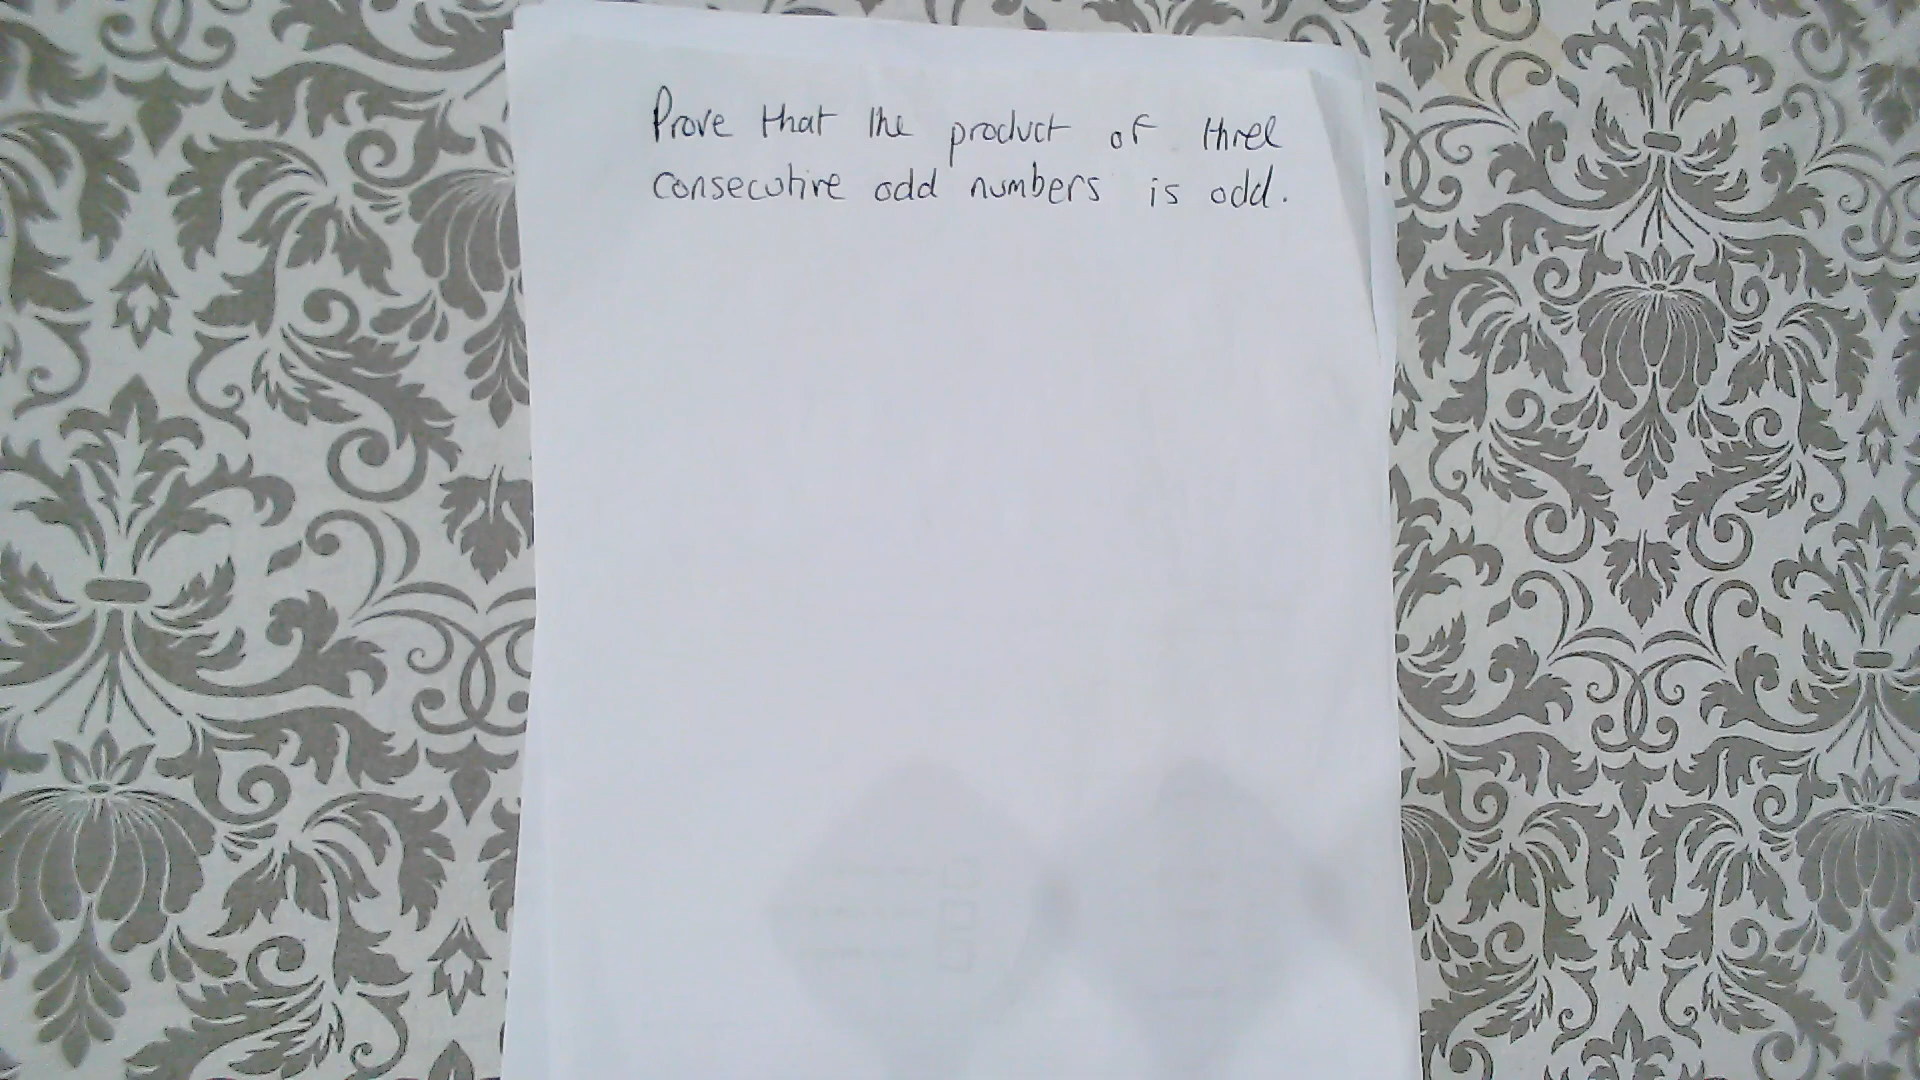 Prove that the product of three
consecutive odd numbers is odd.